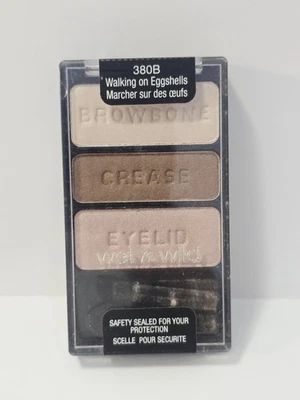 380B
Walking on Eggshells
Marcher sur des œufs
BROWBONE
CREASE
EYELID
wet n wild
SAFETY SEALED FOR YOUR
PROTECTION
SCELLE POUR SECURITE